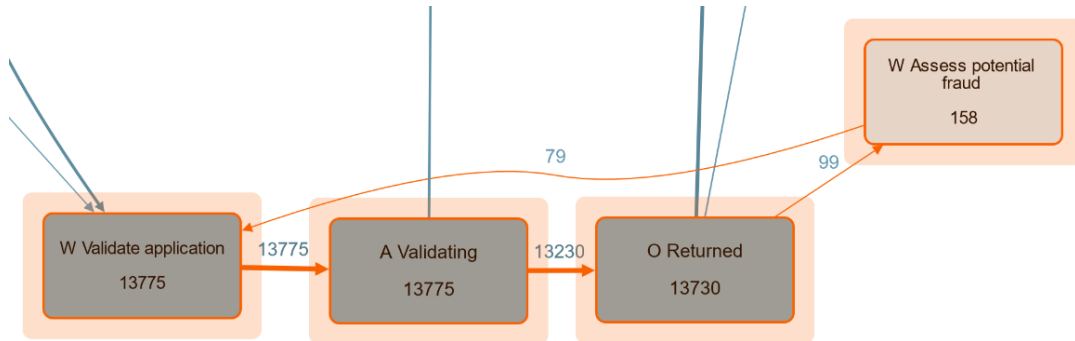 W Assess potential
fraud
158
79
99
W Validate application
13775
13775
A Validating
13775
13230
O Returned
13730